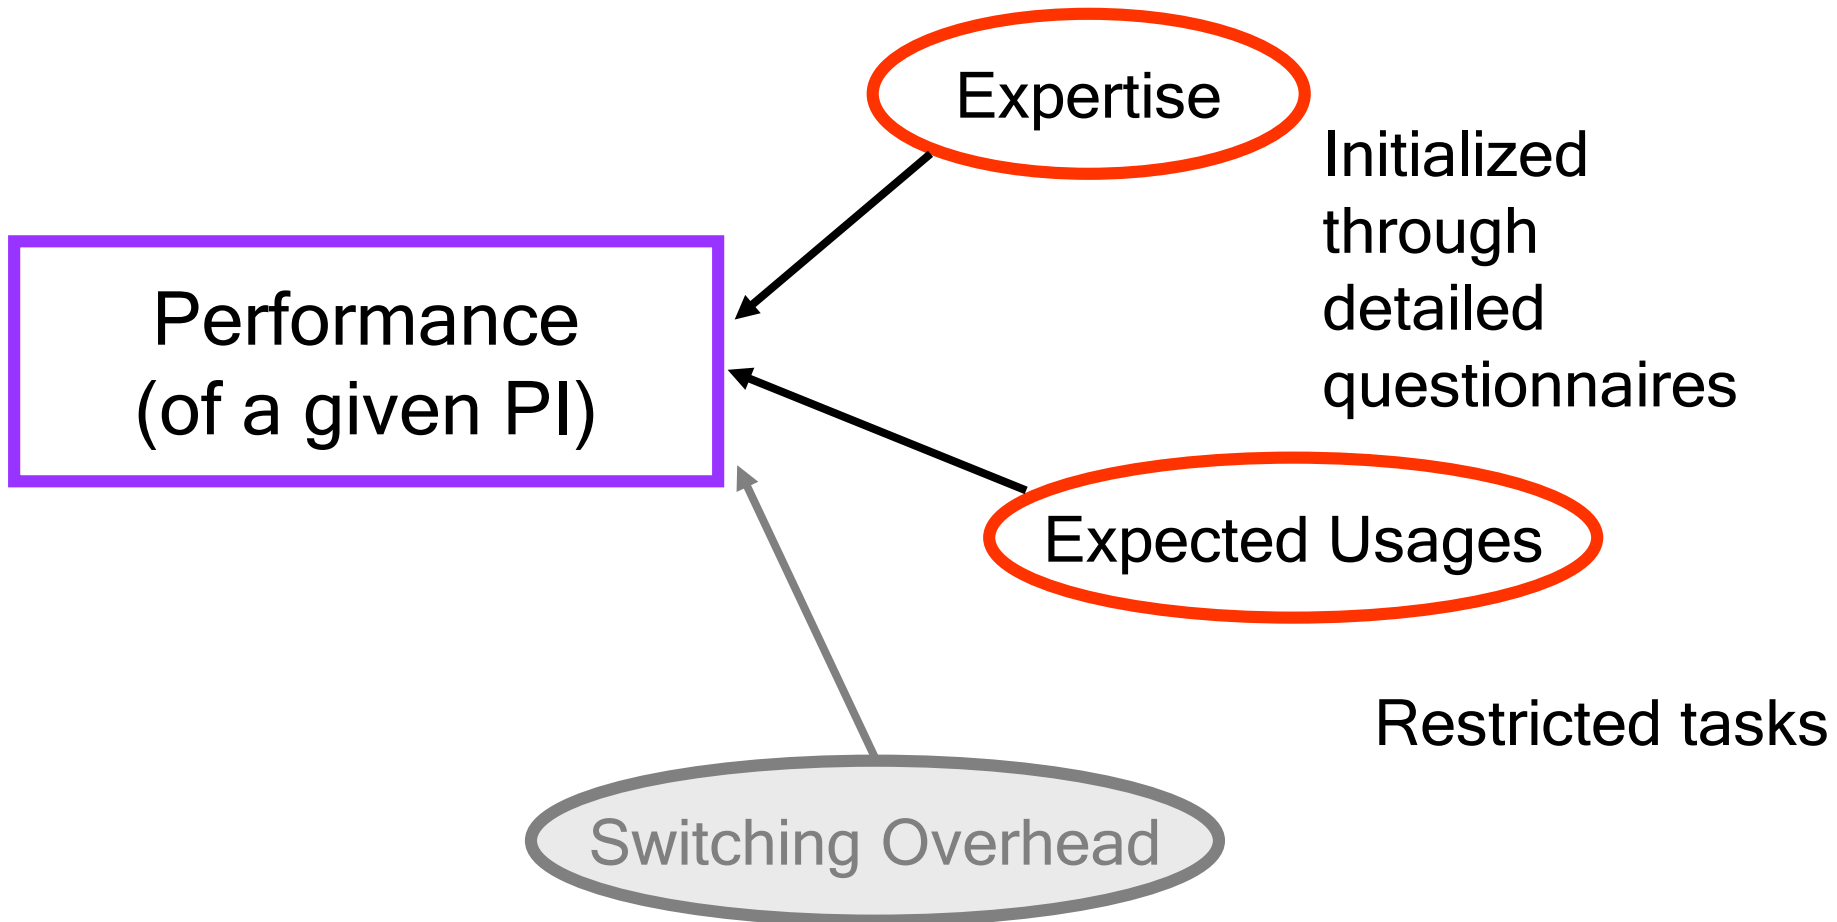 Expertise
Initialized
through
detailed
questionnaires
Performance
(of a given PI)
Expected Usages
Restricted tasks
Switching Overhead